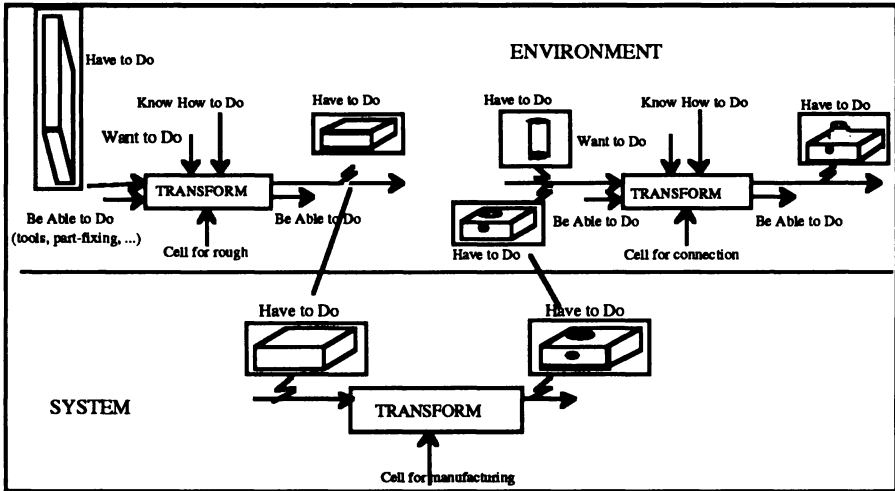 ENVIRONMENT
Have to Do
Know How to Do
Want to Do
Have to Do
TRANSFORM
Be Able to Do
(tools, part-fixing, ...)
Be Able to Do
Cell for rough
Have to Do
Know How to Do
Want to Do
Have to Do
TRANSFORM
Be Able to Do
Be Able to Do
Have to Do
Cell for connection
SYSTEM
Have to Do
Have to Do
TRANSFORM
Cell for manufacturing